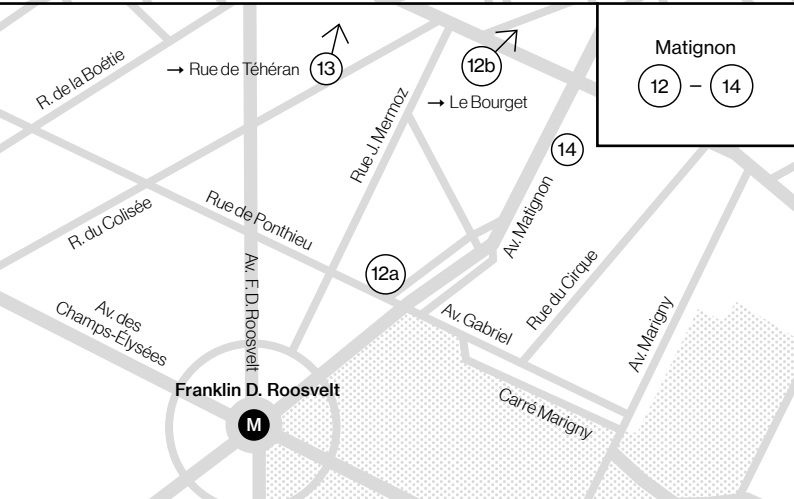 Matignon
12 – 14
R. de la Boétie
→ Rue de Téhéran 13
12b
→ Le Bourget
Rue J. Mermoz
14
Av. Matignon
R. du Colisée
Rue de Ponthieu
12a
Av. F. D. Roosvelt
Av. des
Champs-Élysées
Av. Gabriel
Rue du Cirque
Av. Marigny
Franklin D. Roosvelt
M
Carré Marigny